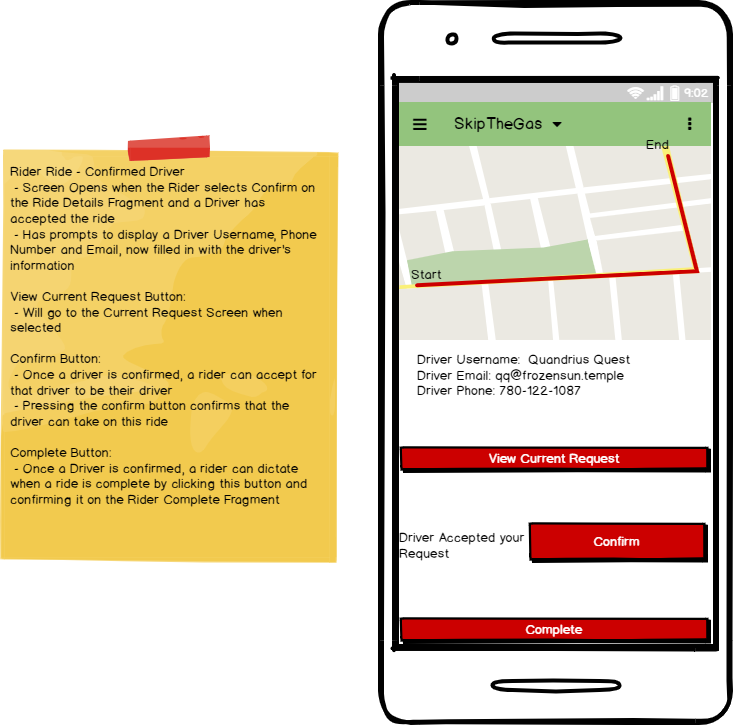 Rider Ride - Confirmed Driver
- Screen Opens when the Rider selects Confirm on
the Ride Details Fragment and a Driver has
accepted the ride
- Has prompts to display a Driver Username, Phone
Number and Email, now filled in with the driver's
information
View Current Request Button:
- Will go to the Current Request Screen when
selected
Confirm Button:
- Once a driver is confirmed, a rider can accept for
that driver to be their driver
- Pressing the confirm button confirms that the
driver can take on this ride
Complete Button:
- Once a Driver is confirmed, a rider can dictate
when a ride is complete by clicking this button and
confirming it on the Rider Complete Fragment
9:02
SkipTheGas
End
Start
Driver Username: Quandrius Quest
Driver Email: qq@frozensun.temple
Driver Phone: 780-122-1087
View Current Request
Driver Accepted your
Request
Confirm
Complete